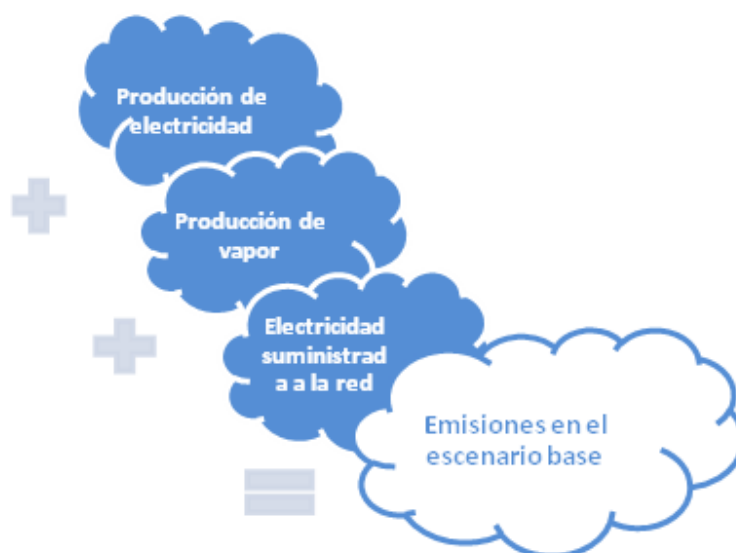 Producción de
electricidad
Producción de
vapor
Electricidad
suministrad
a a la red
Emisiones en el
escenario base